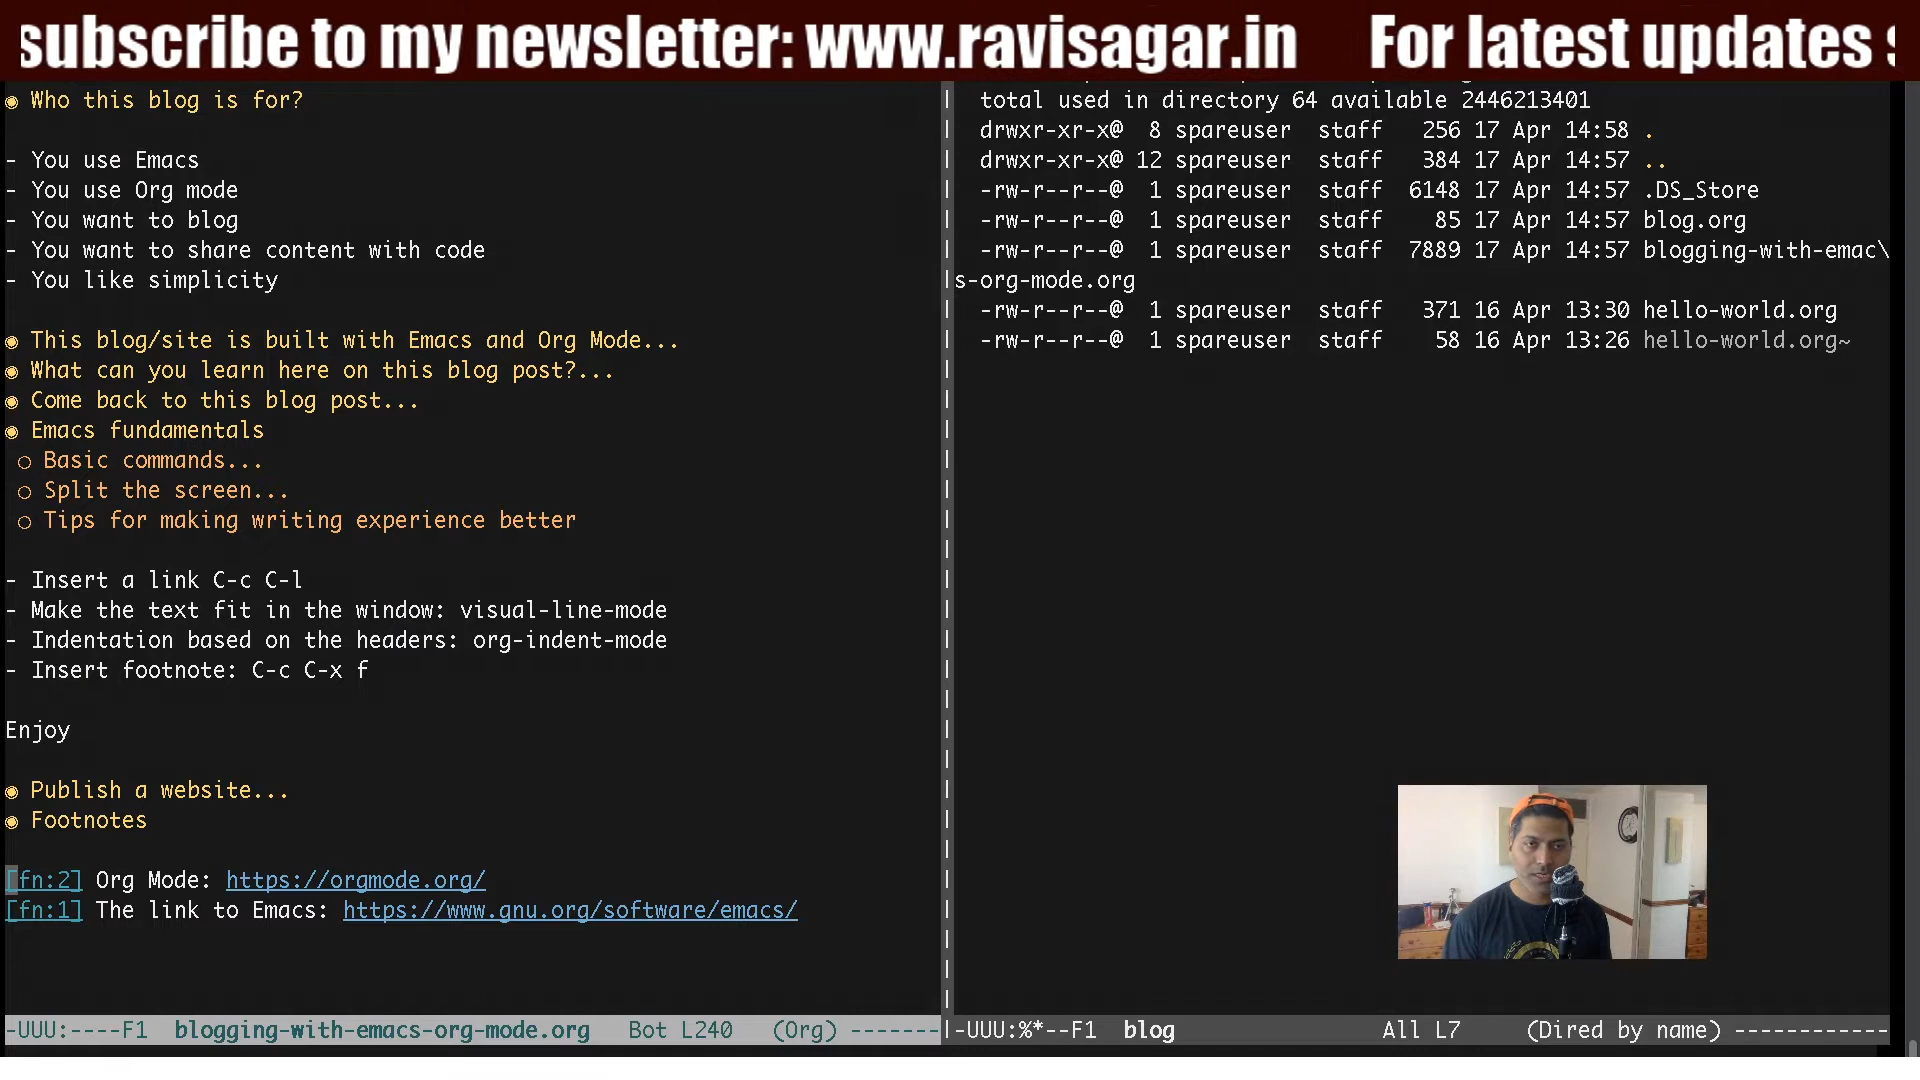 subscribe to my newsletter: www.ravisagar.in For latest updates
◉ Who this blog is for?
- You use Emacs
- You use Org mode
- You want to blog
- You want to share content with code
- You like simplicity
◉ This blog/site is built with Emacs and Org Mode...
◉ What can you learn here on this blog post?...
◉ Come back to this blog post...
◉ Emacs fundamentals
○ Basic commands...
○ Split the screen...
○ Tips for making writing experience better
- Insert a link C-c C-l
- Make the text fit in the window: visual-line-mode
- Indentation based on the headers: org-indent-mode
- Insert footnote: C-c C-x f
Enjoy
◉ Publish a website...
◉ Footnotes
[fn:2] Org Mode: https://orgmode.org/
[fn:1] The link to Emacs: https://www.gnu.org/software/emacs/
-UUU:----F1 blogging-with-emacs-org-mode.org Bot L240 (Org) -------
total used in directory 64 available 2446213401
drwxr-xr-x@ 8 spareuser staff 256 17 Apr 14:58 .
drwxr-xr-x@ 12 spareuser staff 384 17 Apr 14:57 ..
-rw-r--r--@ 1 spareuser staff 6148 17 Apr 14:57 .DS_Store
-rw-r--r--@ 1 spareuser staff 85 17 Apr 14:57 blog.org
-rw-r--r--@ 1 spareuser staff 7889 17 Apr 14:57 blogging-with-emac\
s-org-mode.org
-rw-r--r--@ 1 spareuser staff 371 16 Apr 13:30 hello-world.org
-rw-r--r--@ 1 spareuser staff 58 16 Apr 13:26 hello-world.org~
-UUU:%*--F1 blog All L7 (Dired by name) ------------